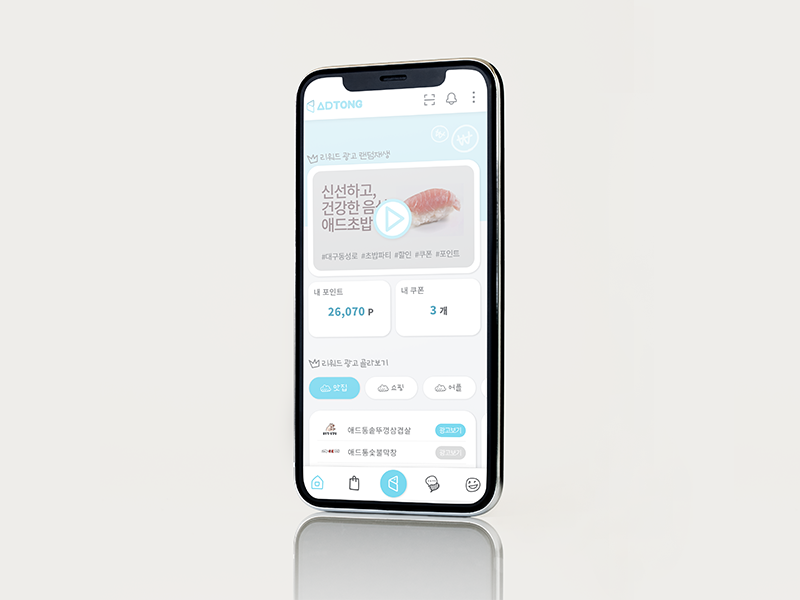 ADTONG
리워드 광고 랜덤재생
신선하고,
건강한 음식
애드초밥
#대구동성로 #초밥파티 #할인 #쿠폰 #포인트
내 포인트
26,070 P
내 쿠폰
3 개
리워드 광고 골라보기
맛집 쇼핑 어플
애드통솥뚜껑삼겹살 광고보기
애드통숯불막창 광고보기